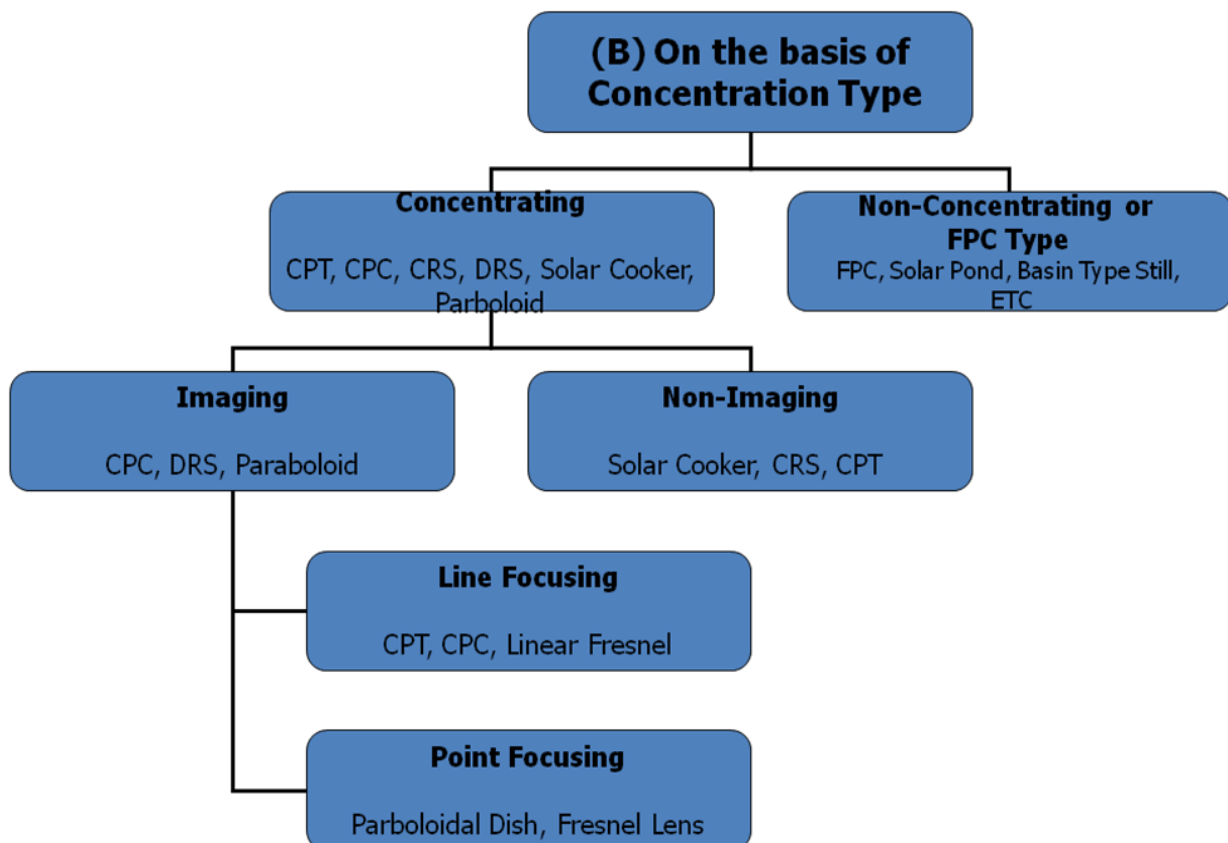 (B) On the basis of
Concentration Type
Concentrating
CPT, CPC, CRS, DRS, Solar Cooker,
Parboloid
Non-Concentrating or
FPC Type
FPC, Solar Pond, Basin Type Still,
ETC
Imaging
CPC, DRS, Paraboloid
Non-Imaging
Solar Cooker, CRS, CPT
Line Focusing
CPT, CPC, Linear Fresnel
Point Focusing
Parboloidal Dish, Fresnel Lens